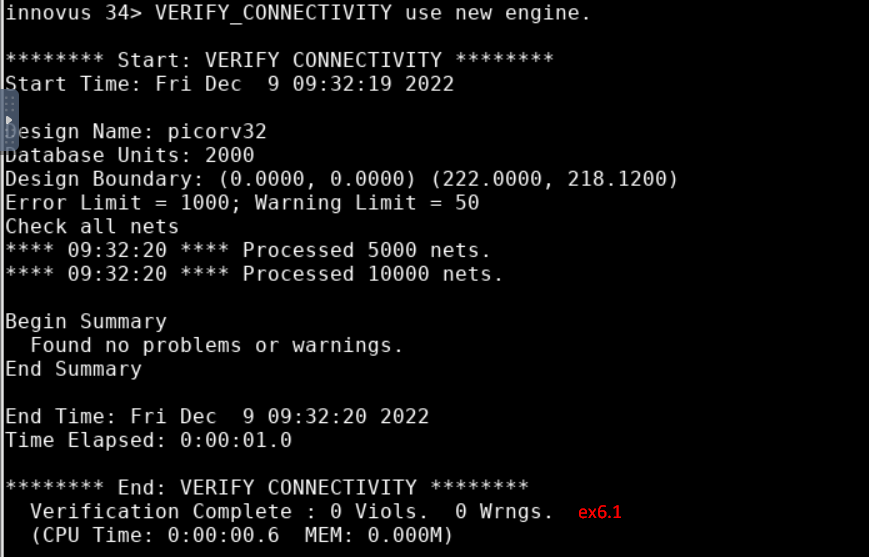 innovus 34> VERIFY_CONNECTIVITY use new engine.
******** Start: VERIFY CONNECTIVITY ********
Start Time: Fri Dec  9 09:32:19 2022
Design Name: picorv32
Database Units: 2000
Design Boundary: (0.0000, 0.0000) (222.0000, 218.1200)
Error Limit = 1000; Warning Limit = 50
Check all nets
**** 09:32:20 **** Processed 5000 nets.
**** 09:32:20 **** Processed 10000 nets.
Begin Summary
  Found no problems or warnings.
End Summary
End Time: Fri Dec  9 09:32:20 2022
Time Elapsed: 0:00:01.0
******** End: VERIFY CONNECTIVITY ********
  Verification Complete : 0 Viols.  0 Wrngs. ex6.1
  (CPU Time: 0:00:00.6  MEM: 0.000M)